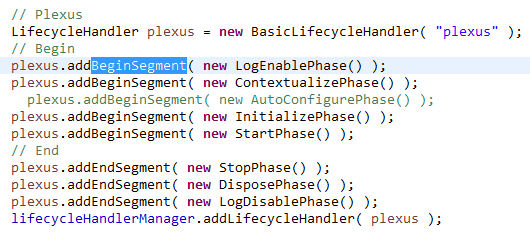 // Plexus
LifecycleHandler plexus = new BasicLifecycleHandler( "plexus" );
// Begin
plexus.addBeginSegment( new LogEnablePhase() );
plexus.addBeginSegment( new ContextualizePhase() );
plexus.addBeginSegment( new AutoConfigurePhase() );
plexus.addBeginSegment( new InitializePhase() );
plexus.addBeginSegment( new StartPhase() );
// End
plexus.addEndSegment( new StopPhase() );
plexus.addEndSegment( new DisposePhase() );
plexus.addEndSegment( new LogDisablePhase() );
lifecycleHandlerManager.addLifecycleHandler( plexus );